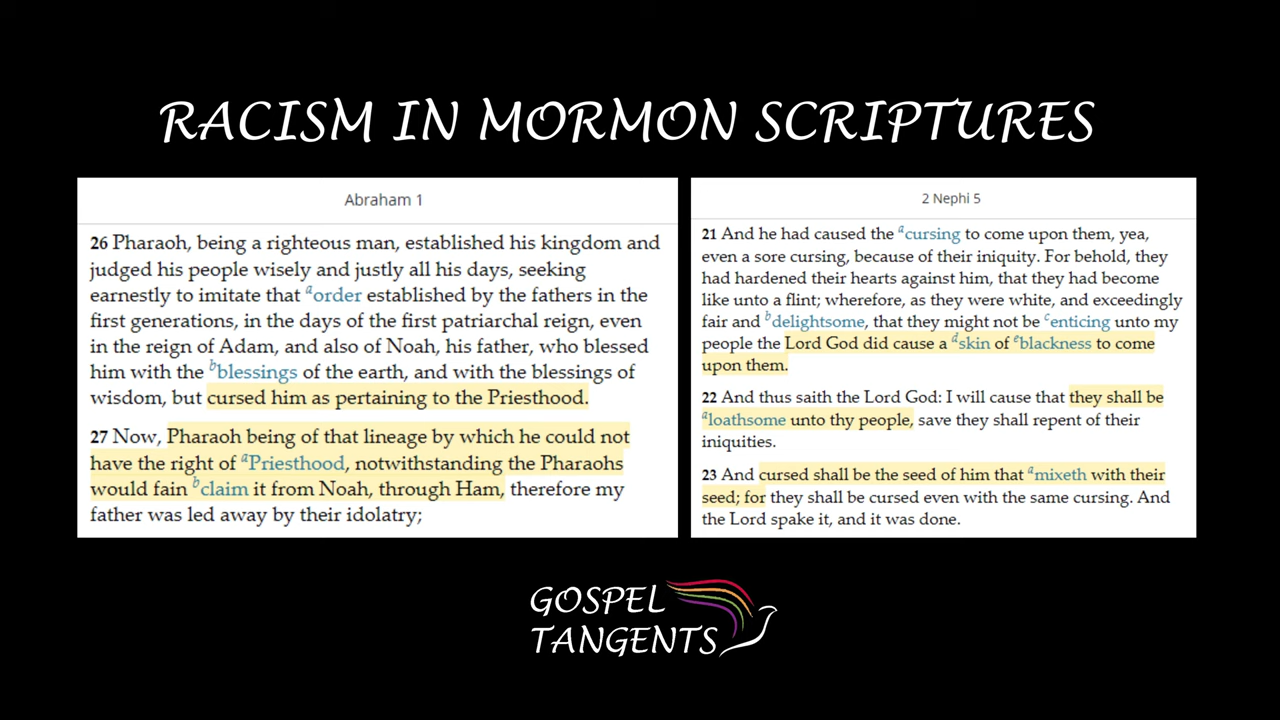 RACISM IN MORMON SCRIPTURES
Abraham 1
26 Pharaoh, being a righteous man, established his kingdom and
judged his people wisely and justly all his days, seeking
earnestly to imitate that aorder established by the fathers in the
first generations, in the days of the first patriarchal reign, even
in the reign of Adam, and also of Noah, his father, who blessed
him with the bblessings of the earth, and with the blessings of
wisdom, but cursed him as pertaining to the Priesthood.
27 Now, Pharaoh being of that lineage by which he could not
have the right of aPriesthood, notwithstanding the Pharaohs
would fain bclaim it from Noah, through Ham, therefore my
father was led away by their idolatry;
2 Nephi 5
21 And he had caused the acursing to come upon them, yea,
even a sore cursing, because of their iniquity. For behold, they
had hardened their hearts against him, that they had become
like unto a flint; wherefore, as they were white, and exceedingly
fair and bdelightsome, that they might not be centicing unto my
people the Lord God did cause a dskin of eblackness to come
upon them.
22 And thus saith the Lord God: I will cause that they shall be
aloathsome unto thy people, save they shall repent of their
iniquities.
23 And cursed shall be the seed of him that amixeth with their
seed; for they shall be cursed even with the same cursing. And
the Lord spake it, and it was done.
GOSPEL
TANGENTS